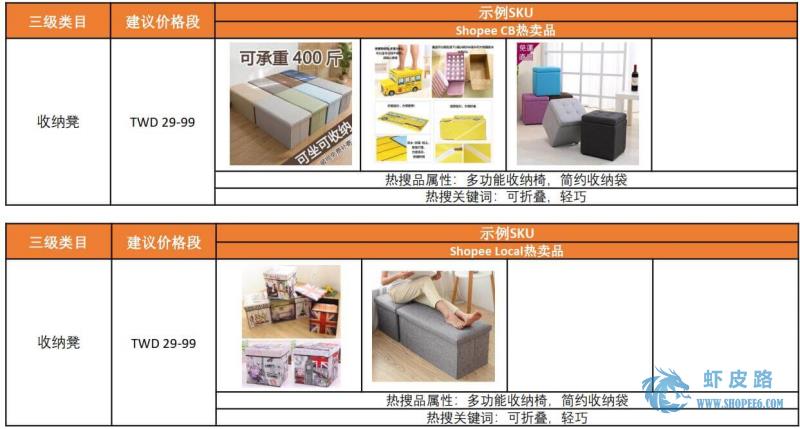 三级类目 建议价格段 示例SKU
Shopee CB热卖品
收纳凳 TWD 29-99
可承重 400 斤
可坐可收纳
免運
热搜品属性：多功能收纳椅，简约收纳袋
热搜关键词：可折叠，轻巧
三级类目 建议价格段 示例SKU
Shopee Local热卖品
收纳凳 TWD 29-99
热搜品属性：多功能收纳椅，简约收纳袋
热搜关键词：可折叠，轻巧
虾皮路
WWW.SHOPEE6.COM